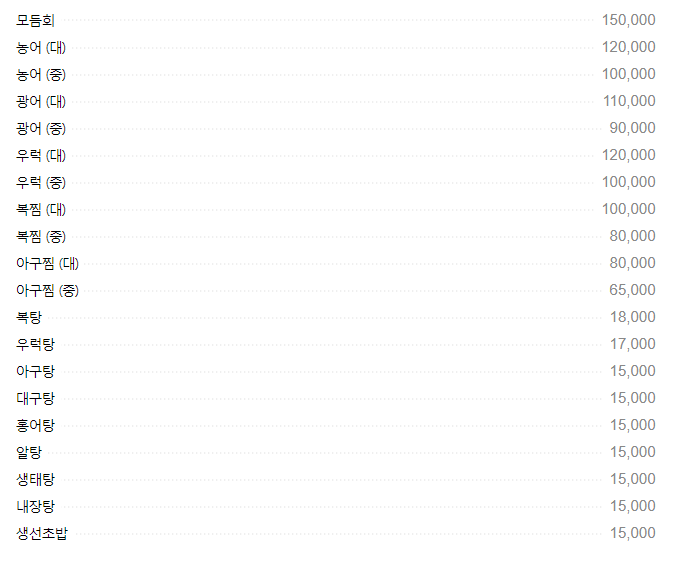 모듬회 150,000
농어 (대) 120,000
농어 (중) 100,000
광어 (대) 110,000
광어 (중) 90,000
우럭 (대) 120,000
우럭 (중) 100,000
복찜 (대) 100,000
복찜 (중) 80,000
아구찜 (대) 80,000
아구찜 (중) 65,000
복탕 18,000
우럭탕 17,000
아구탕 15,000
대구탕 15,000
홍어탕 15,000
알탕 15,000
생태탕 15,000
내장탕 15,000
생선초밥 15,000